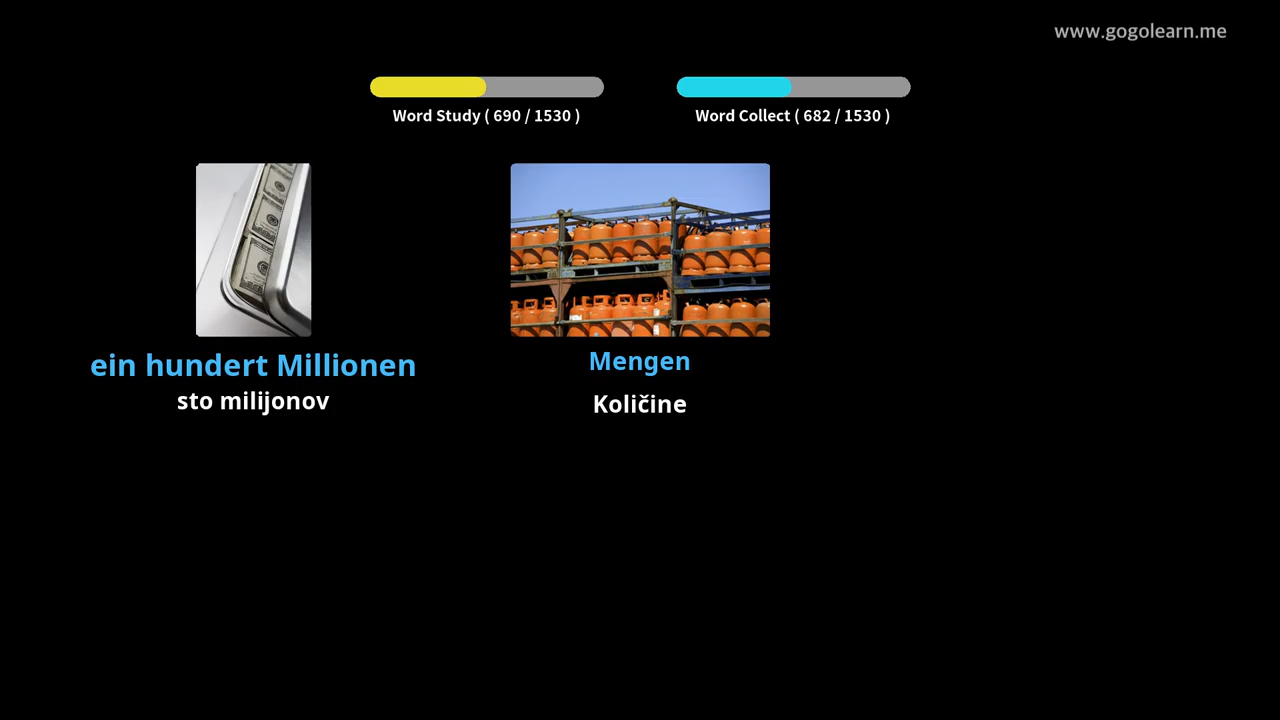 www.gogolearn.me
Word Study ( 690 / 1530 )
Word Collect ( 682 / 1530 )
ein hundert Millionen
sto milijonov
Mengen
Količine